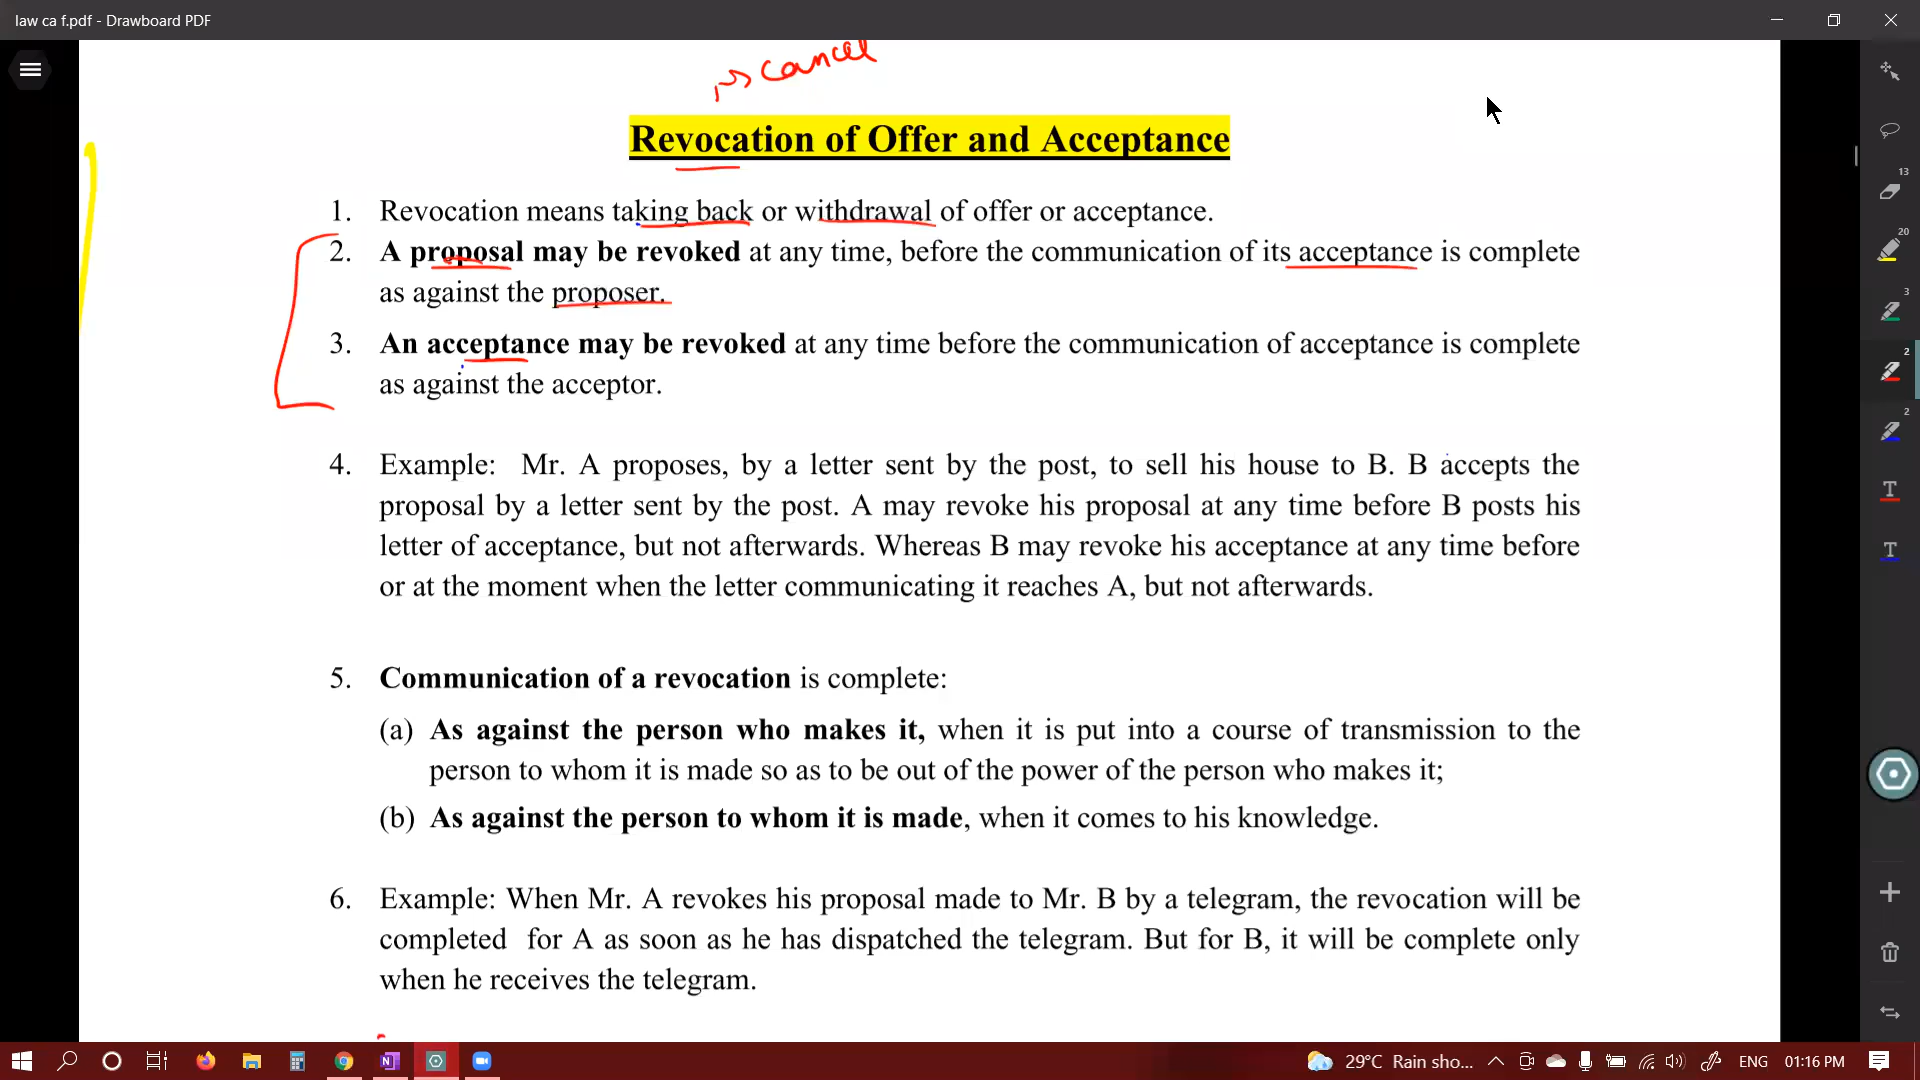 law ca f.pdf - Drawboard PDF
cancel
Revocation of Offer and Acceptance
1. Revocation means taking back or withdrawal of offer or acceptance.
2. A proposal may be revoked at any time, before the communication of its acceptance is complete
as against the proposer.
3. An acceptance may be revoked at any time before the communication of acceptance is complete
as against the acceptor.
4. Example: Mr. A proposes, by a letter sent by the post, to sell his house to B. B accepts the
proposal by a letter sent by the post. A may revoke his proposal at any time before B posts his
letter of acceptance, but not afterwards. Whereas B may revoke his acceptance at any time before
or at the moment when the letter communicating it reaches A, but not afterwards.
5. Communication of a revocation is complete:
(a) As against the person who makes it, when it is put into a course of transmission to the
person to whom it is made so as to be out of the power of the person who makes it;
(b) As against the person to whom it is made, when it comes to his knowledge.
6. Example: When Mr. A revokes his proposal made to Mr. B by a telegram, the revocation will be
completed for A as soon as he has dispatched the telegram. But for B, it will be complete only
when he receives the telegram.
13
20
3
2
2
T
T
29°C Rain sho... ENG 01:16 PM